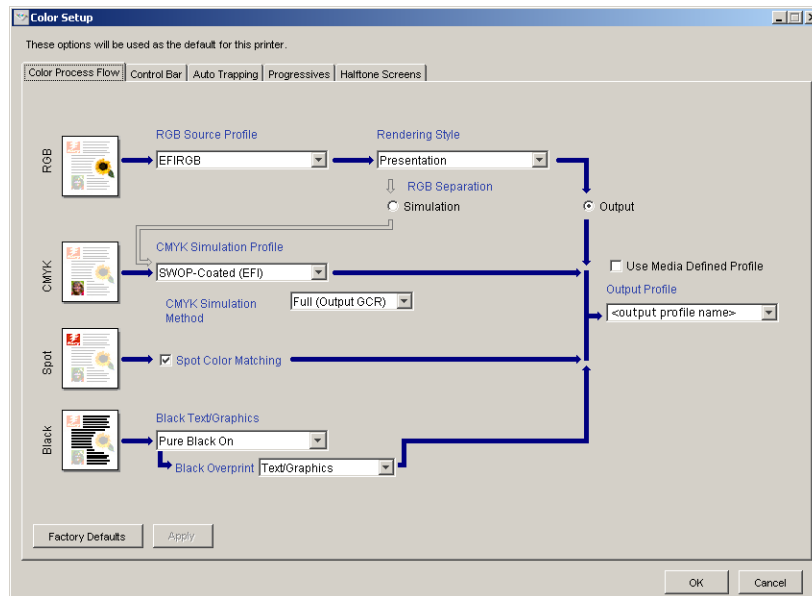 Color Setup
These options will be used as the default for this printer.
Color Process Flow Control Bar Auto Trapping Progressives Halftone Screens
RGB
RGB Source Profile
EFIRGB
Rendering Style
Presentation
RGB Separation
Simulation
Output
CMYK
CMYK Simulation Profile
SWOP-Coated (EFI)
CMYK Simulation Method
Full (Output GCR)
Use Media Defined Profile
Output Profile
<output profile name>
Spot
Spot Color Matching
Black
Black Text/Graphics
Pure Black On
Black Overprint
Text/Graphics
Factory Defaults
Apply
OK
Cancel